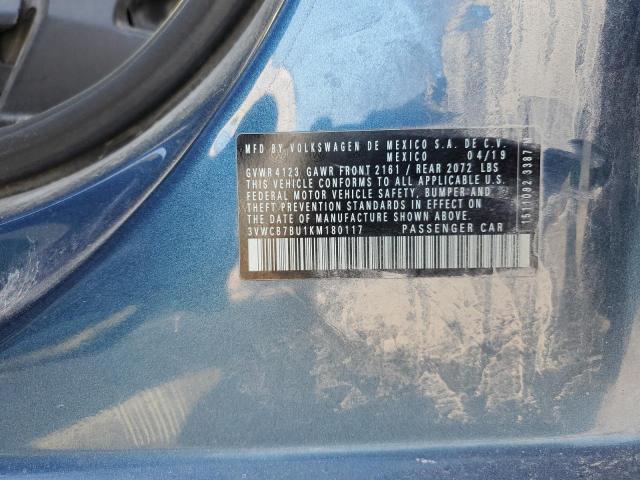 MFD BY VOLKSWAGEN DE MEXICO S.A. DE C.V.
MEXICO 04/19
GVWR 4123 GAWR FRONT 2161 / REAR 2072 LBS
THIS VEHICLE CONFORMS TO ALL APPLICABLE U.S.
FEDERAL MOTOR VEHICLE SAFETY, BUMPER AND
THEFT PREVENTION STANDARDS IN EFFECT ON THE
DATE OF MANUFACTURE SHOWN ABOVE.
3VWCB7BU1KM180117 PASSENGER CAR